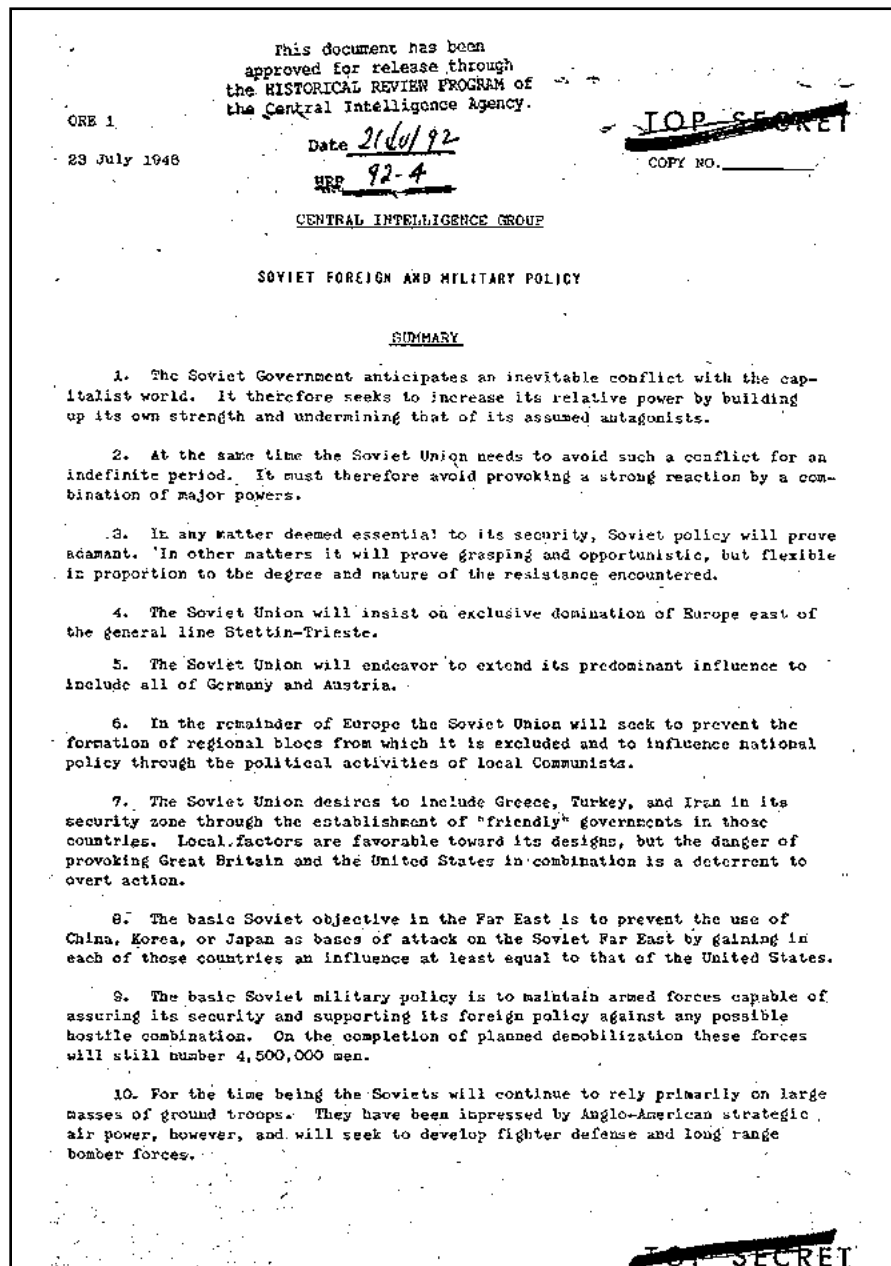 This document has been
approved for release through
the HISTORICAL REVIEW PROGRAM of
the Central Intelligence Agency.
ORE 1
TOP SECRET
Date 21 Jul 92
23 July 1946
COPY NO.
HRP 92-4
CENTRAL INTELLIGENCE GROUP
SOVIET FOREIGN AND MILITARY POLICY
SUMMARY
1. The Soviet Government anticipates an inevitable conflict with the cap-
italist world. It therefore seeks to increase its relative power by building
up its own strength and undermining that of its assumed antagonists.
2. At the same time the Soviet Union needs to avoid such a conflict for an
indefinite period. It must therefore avoid provoking a strong reaction by a com-
bination of major powers.
3. In any matter deemed essential to its security, Soviet policy will prove
adamant. In other matters it will prove grasping and opportunistic, but flexible
in proportion to the degree and nature of the resistance encountered.
4. The Soviet Union will insist on exclusive domination of Europe east of
the general line Stettin-Trieste.
5. The Soviet Union will endeavor to extend its predominant influence to
include all of Germany and Austria.
6. In the remainder of Europe the Soviet Union will seek to prevent the
formation of regional blocs from which it is excluded and to influence national
policy through the political activities of local Communists.
7. The Soviet Union desires to include Greece, Turkey, and Iran in its
security zone through the establishment of "friendly" governments in those
countries. Local factors are favorable toward its designs, but the danger of
provoking Great Britain and the United States in combination is a deterrent to
overt action.
8. The basic Soviet objective in the Far East is to prevent the use of
China, Korea, or Japan as bases of attack on the Soviet Far East by gaining in
each of those countries an influence at least equal to that of the United States.
9. The basic Soviet military policy is to maintain armed forces capable of
assuring its security and supporting its foreign policy against any possible
hostile combination. On the completion of planned demobilization these forces
will still number 4,500,000 men.
10. For the time being the Soviets will continue to rely primarily on large
masses of ground troops. They have been impressed by Anglo-American strategic
air power, however, and will seek to develop fighter defense and long range
bomber forces.
TOP SECRET